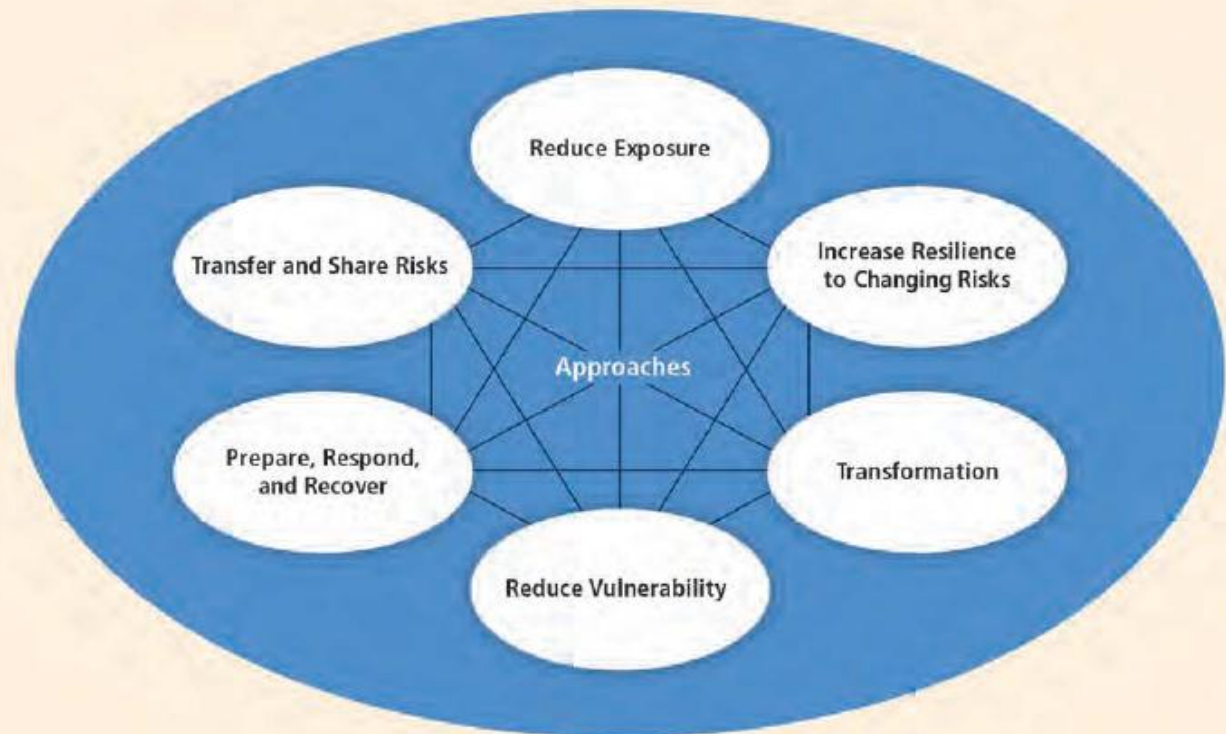 Reduce Exposure
Transfer and Share Risks
Increase Resilience
to Changing Risks
Approaches
Prepare, Respond,
and Recover
Transformation
Reduce Vulnerability